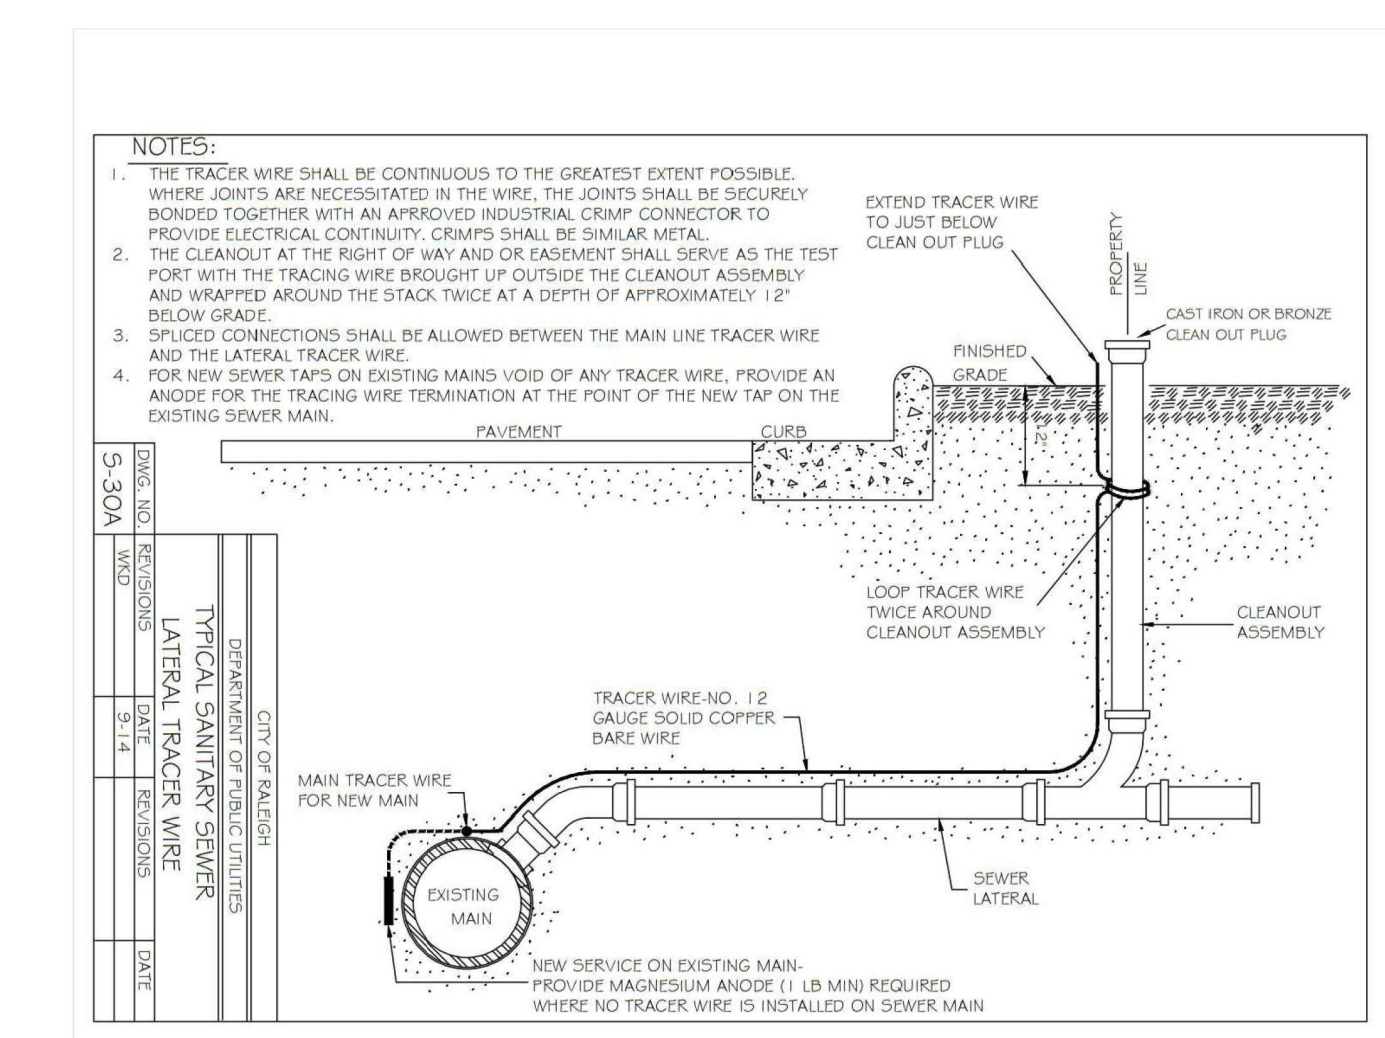 NOTES:
1. THE TRACER WIRE SHALL BE CONTINUOUS TO THE GREATEST EXTENT POSSIBLE.
WHERE JOINTS ARE NECESSITATED IN THE WIRE, THE JOINTS SHALL BE SECURELY
BONDED TOGETHER WITH AN APRROVED INDUSTRIAL CRIMP CONNECTOR TO
PROVIDE ELECTRICAL CONTINUITY. CRIMPS SHALL BE SIMILAR METAL.
2. THE CLEANOUT AT THE RIGHT OF WAY AND OR EASEMENT SHALL SERVE AS THE TEST
PORT WITH THE TRACING WIRE BROUGHT UP OUTSIDE THE CLEANOUT ASSEMBLY
AND WRAPPED AROUND THE STACK TWICE AT A DEPTH OF APPROXIMATELY 12"
BELOW GRADE.
3. SPLICED CONNECTIONS SHALL BE ALLOWED BETWEEN THE MAIN LINE TRACER WIRE
AND THE LATERAL TRACER WIRE.
4. FOR NEW SEWER TAPS ON EXISTING MAINS VOID OF ANY TRACER WIRE, PROVIDE AN
ANODE FOR THE TRACING WIRE TERMINATION AT THE POINT OF THE NEW TAP ON THE
EXISTING SEWER MAIN.
EXTEND TRACER WIRE
TO JUST BELOW
CLEAN OUT PLUG
PROPERTY
LINE
CAST IRON OR BRONZE
CLEAN OUT PLUG
FINISHED
GRADE
PAVEMENT
CURB
12"
LOOP TRACER WIRE
TWICE AROUND
CLEANOUT ASSEMBLY
CLEANOUT
ASSEMBLY
TRACER WIRE-NO. 12
GAUGE SOLID COPPER
BARE WIRE
MAIN TRACER WIRE
FOR NEW MAIN
EXISTING
MAIN
SEWER
LATERAL
NEW SERVICE ON EXISTING MAIN-
PROVIDE MAGNESIUM ANODE (1 LB MIN) REQUIRED
WHERE NO TRACER WIRE IS INSTALLED ON SEWER MAIN
CITY OF RALEIGH
DEPARTMENT OF PUBLIC UTILITIES
TYPICAL SANITARY SEWER
LATERAL TRACER WIRE
DWG. NO. REVISIONS DATE REVISIONS DATE
S-30A WKD 9-14